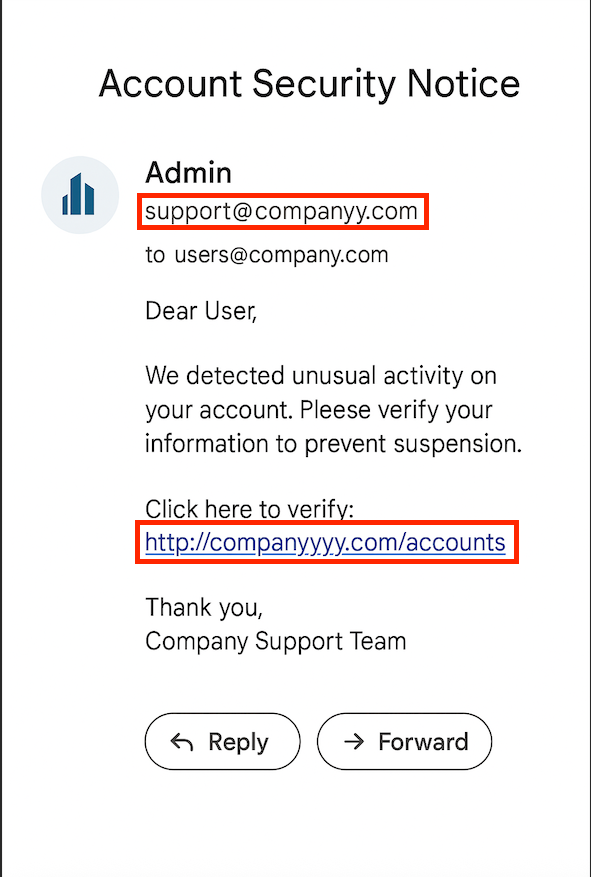 Account Security Notice
Admin
support@companyy.com
to users@company.com
Dear User,
We detected unusual activity on
your account. Pleese verify your
information to prevent suspension.
Click here to verify:
http://companyyyy.com/accounts
Thank you,
Company Support Team
Reply
Forward